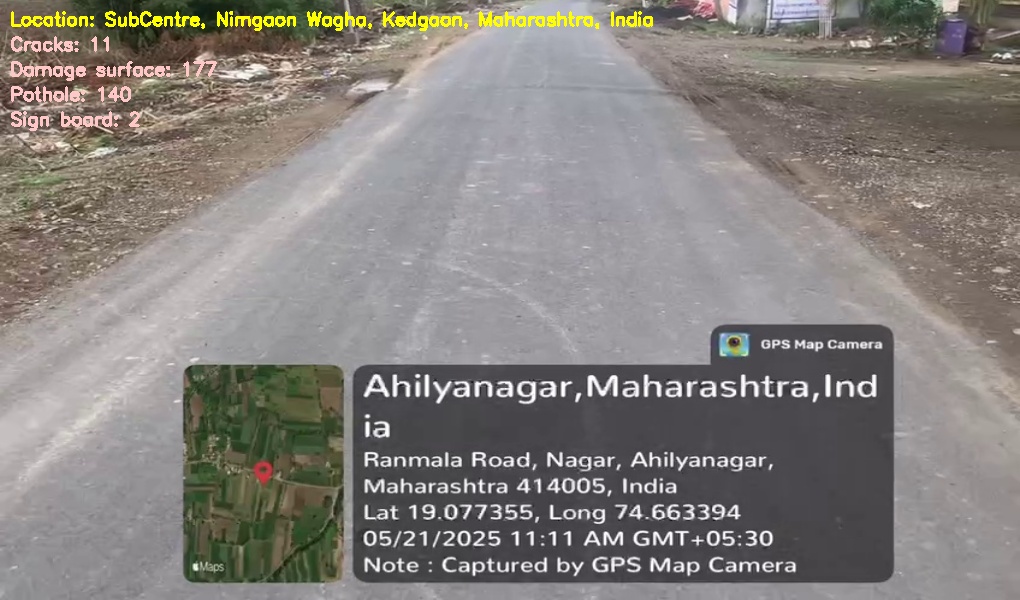 Location: SubCentre, Nimgaon Wagha, Kedgaon, Maharashtra, India
Cracks: 11
Damage surface: 177
Pothole: 140
Sign board: 2
GPS Map Camera
Ahilyanagar,Maharashtra,Ind
ia
Ranmala Road, Nagar, Ahilyanagar,
Maharashtra 414005, India
Lat 19.077355, Long 74.663394
05/21/2025 11:11 AM GMT+05:30
Note : Captured by GPS Map Camera
Maps